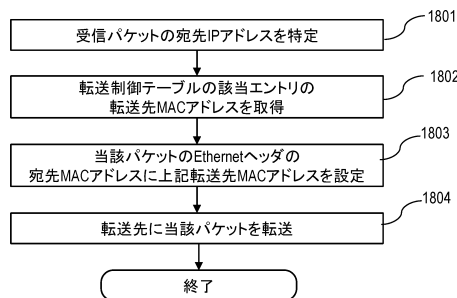 受信パケットの宛先IPアドレスを特定
1801
転送制御テーブルの該当エントリの
転送先MACアドレスを取得
1802
当該パケットのEthernetヘッダの
宛先MACアドレスに上記転送先MACアドレスを設定
1803
転送先に当該パケットを転送
1804
終了